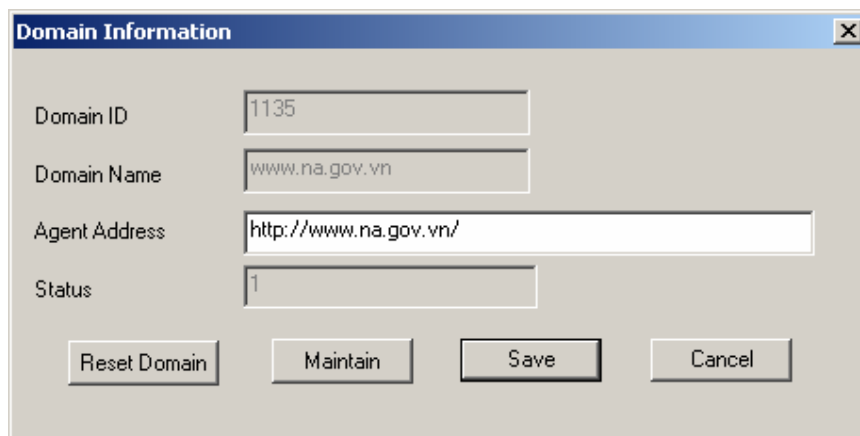 Domain Information
Domain ID 1135
Domain Name www.na.gov.vn
Agent Address http://www.na.gov.vn/
Status 1
Reset Domain Maintain Save Cancel